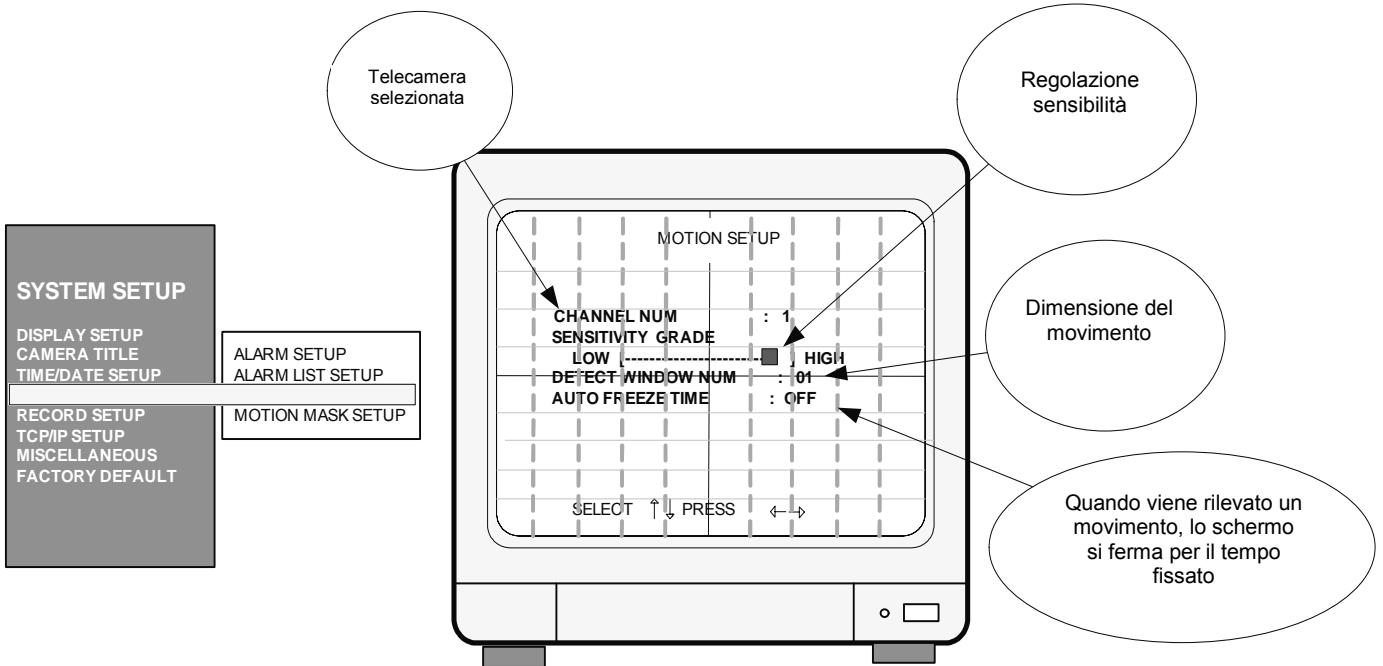 Telecamera
selezionata
Regolazione
sensibilità
SYSTEM SETUP
DISPLAY SETUP
CAMERA TITLE
TIME/DATE SETUP
RECORD SETUP
TCP/IP SETUP
MISCELLANEOUS
FACTORY DEFAULT
ALARM SETUP
ALARM LIST SETUP
MOTION MASK SETUP
MOTION SETUP
CHANNEL NUM : 1
SENSITIVITY GRADE
LOW [---------------------] HIGH
DETECT WINDOW NUM : 01
AUTO FREEZE TIME : OFF
SELECT ↑↓ PRESS ←→
Dimensione del
movimento
Quando viene rilevato un
movimento, lo schermo
si ferma per il tempo
fissato